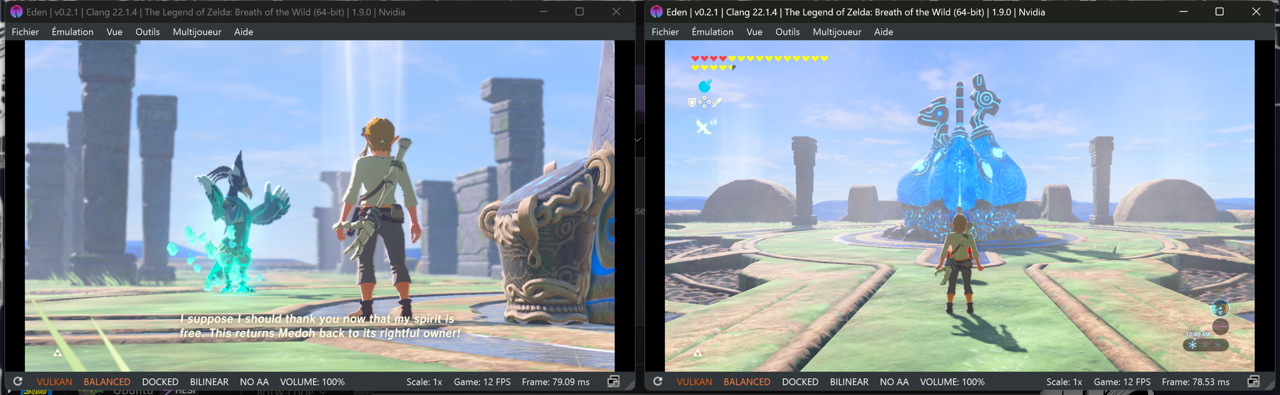 Eden | v0.2.1 | Clang 22.1.4 | The Legend of Zelda: Breath of the Wild (64-bit) | 1.9.0 | Nvidia
Fichier Émulation Vue Outils Multijoueur Aide
I suppose I should thank you now that my spirit is
free. This returns Medoh back to its rightful owner!
VULKAN BALANCED DOCKED BILINEAR NO AA VOLUME: 100% Scale: 1x Game: 12 FPS Frame: 79.09 ms
Eden | v0.2.1 | Clang 22.1.4 | The Legend of Zelda: Breath of the Wild (64-bit) | 1.9.0 | Nvidia
Fichier Émulation Vue Outils Multijoueur Aide
VULKAN BALANCED DOCKED BILINEAR NO AA VOLUME: 100% Scale: 1x Game: 12 FPS Frame: 78.53 ms